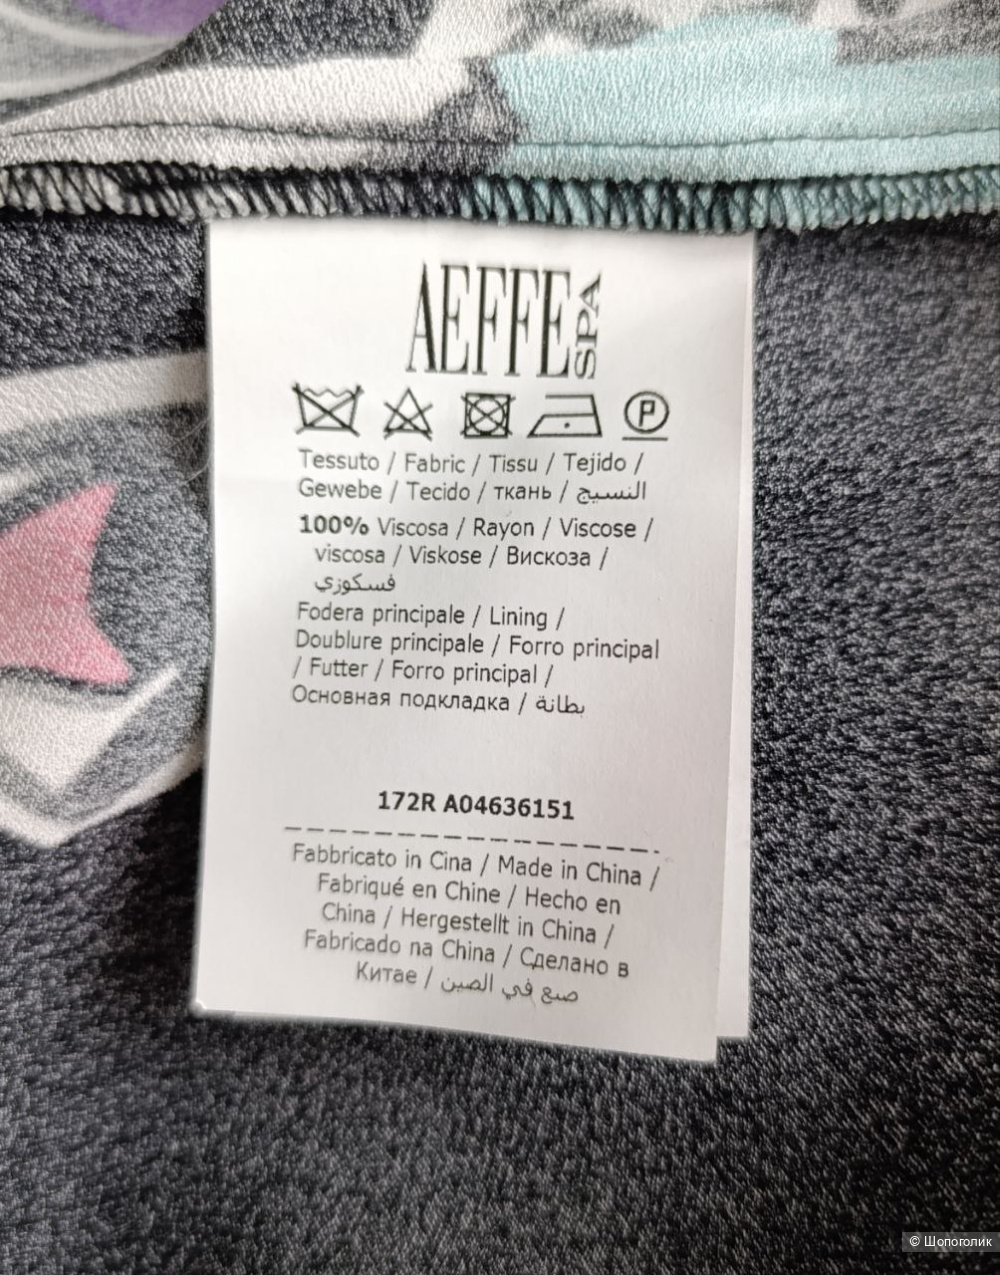 AEFFE SPA
P
Tessuto / Fabric / Tissu / Tejido /
Gewebe / Tecido / ткань / النسيج
100% Viscosa / Rayon / Viscose /
viscosa / Viskose / Вискоза /
فسكوزي
Fodera principale / Lining /
Doublure principale / Forro principal
/ Futter / Forro principal /
Основная подкладка / بطانة
172R A04636151
Fabbricato in Cina / Made in China /
Fabriqué en Chine / Hecho en
China / Hergestellt in China /
Fabricado na China / Сделано в
Китае / صنع في الصين
© Шопоголик